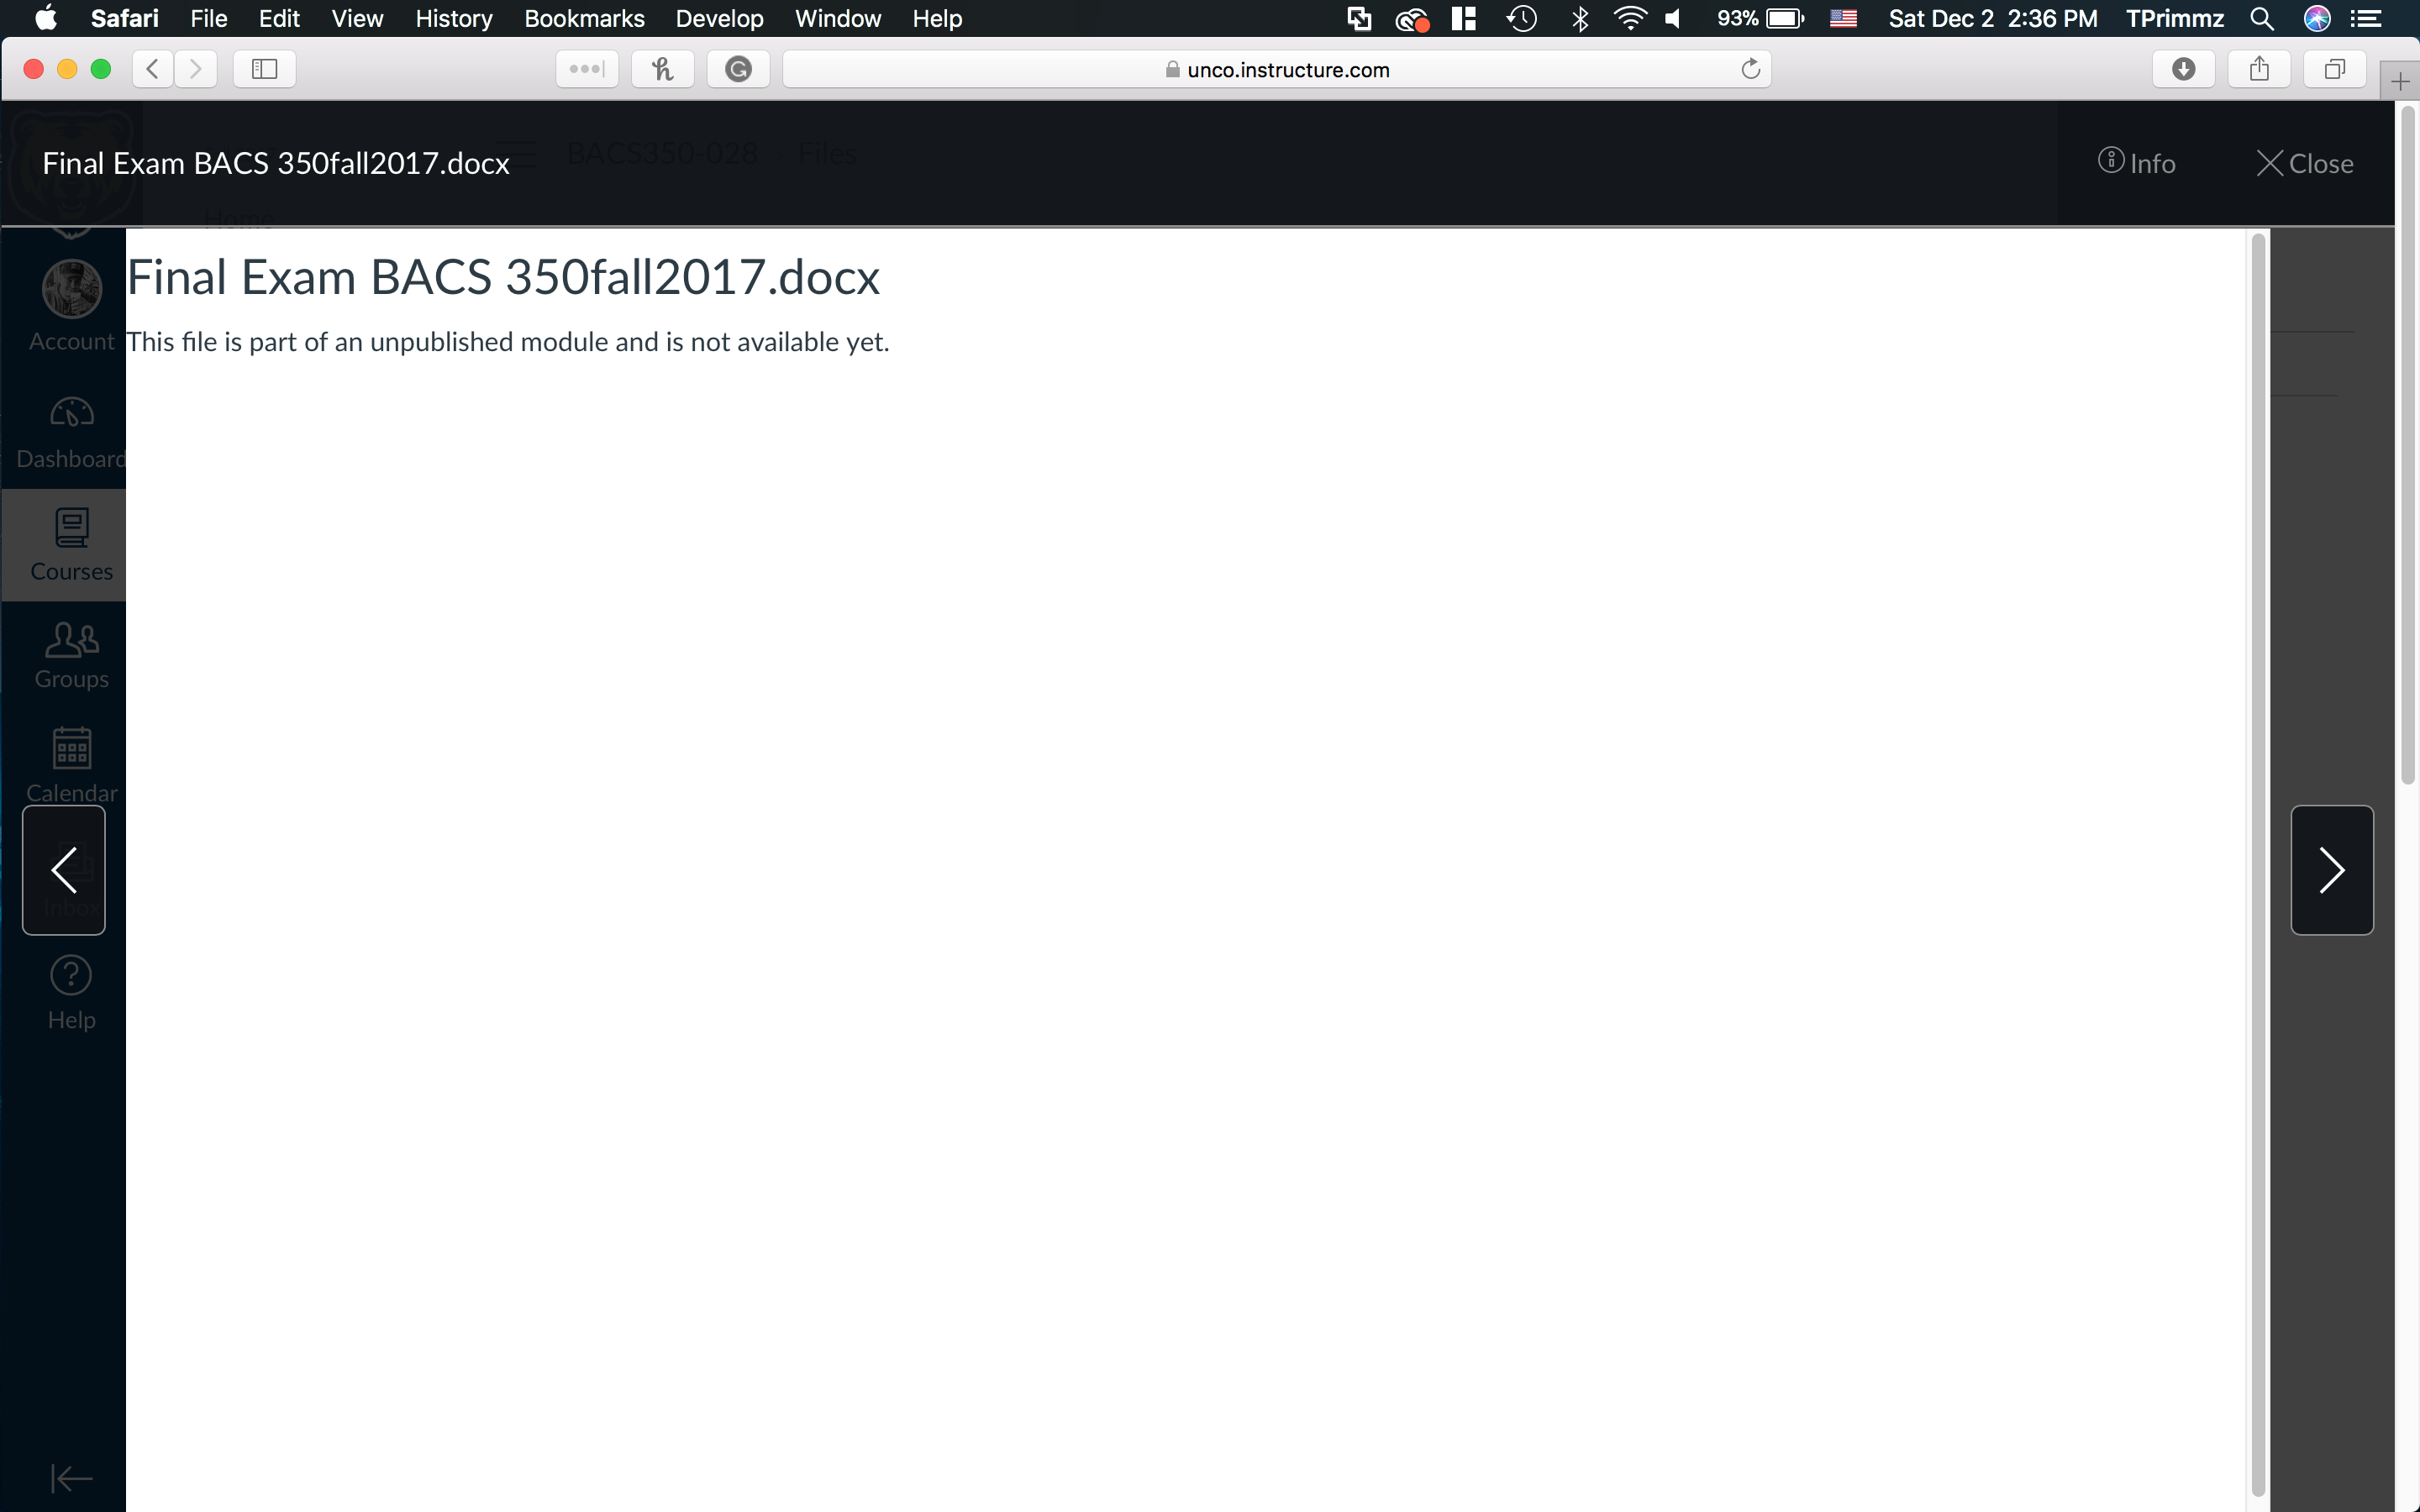 Safari File Edit View History Bookmarks Develop Window Help 93% Sat Dec 2 2:36 PM TPrimmz
unco.instructure.com
BACS350-028 › Files
Final Exam BACS 350fall2017.docx Info Close
Home
Final Exam BACS 350fall2017.docx
This file is part of an unpublished module and is not available yet.
Account
Dashboard
Courses
Groups
Calendar
Inbox
Help